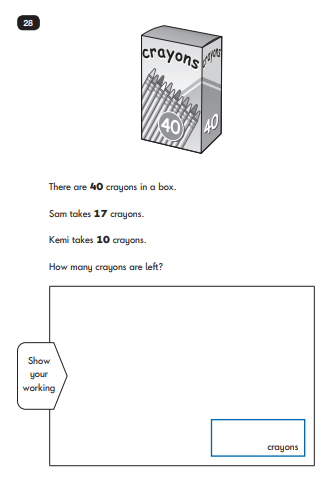 28
crayons
crayons
40
40
There are 40 crayons in a box.
Sam takes 17 crayons.
Kemi takes 10 crayons.
How many crayons are left?
Show
your
working
crayons